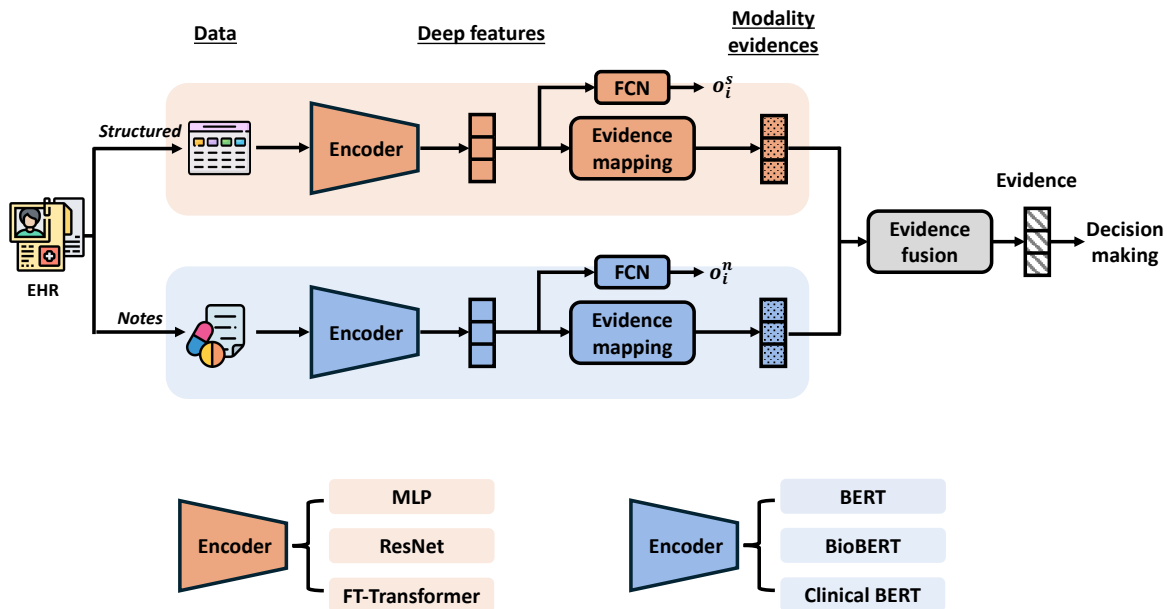 Data
Deep features
Modality
evidences
Structured
Encoder
FCN
o_i^s
Evidence
mapping
EHR
Notes
Encoder
FCN
o_i^n
Evidence
mapping
Evidence
fusion
Evidence
Decision
making
Encoder
MLP
ResNet
FT-Transformer
Encoder
BERT
BioBERT
Clinical BERT